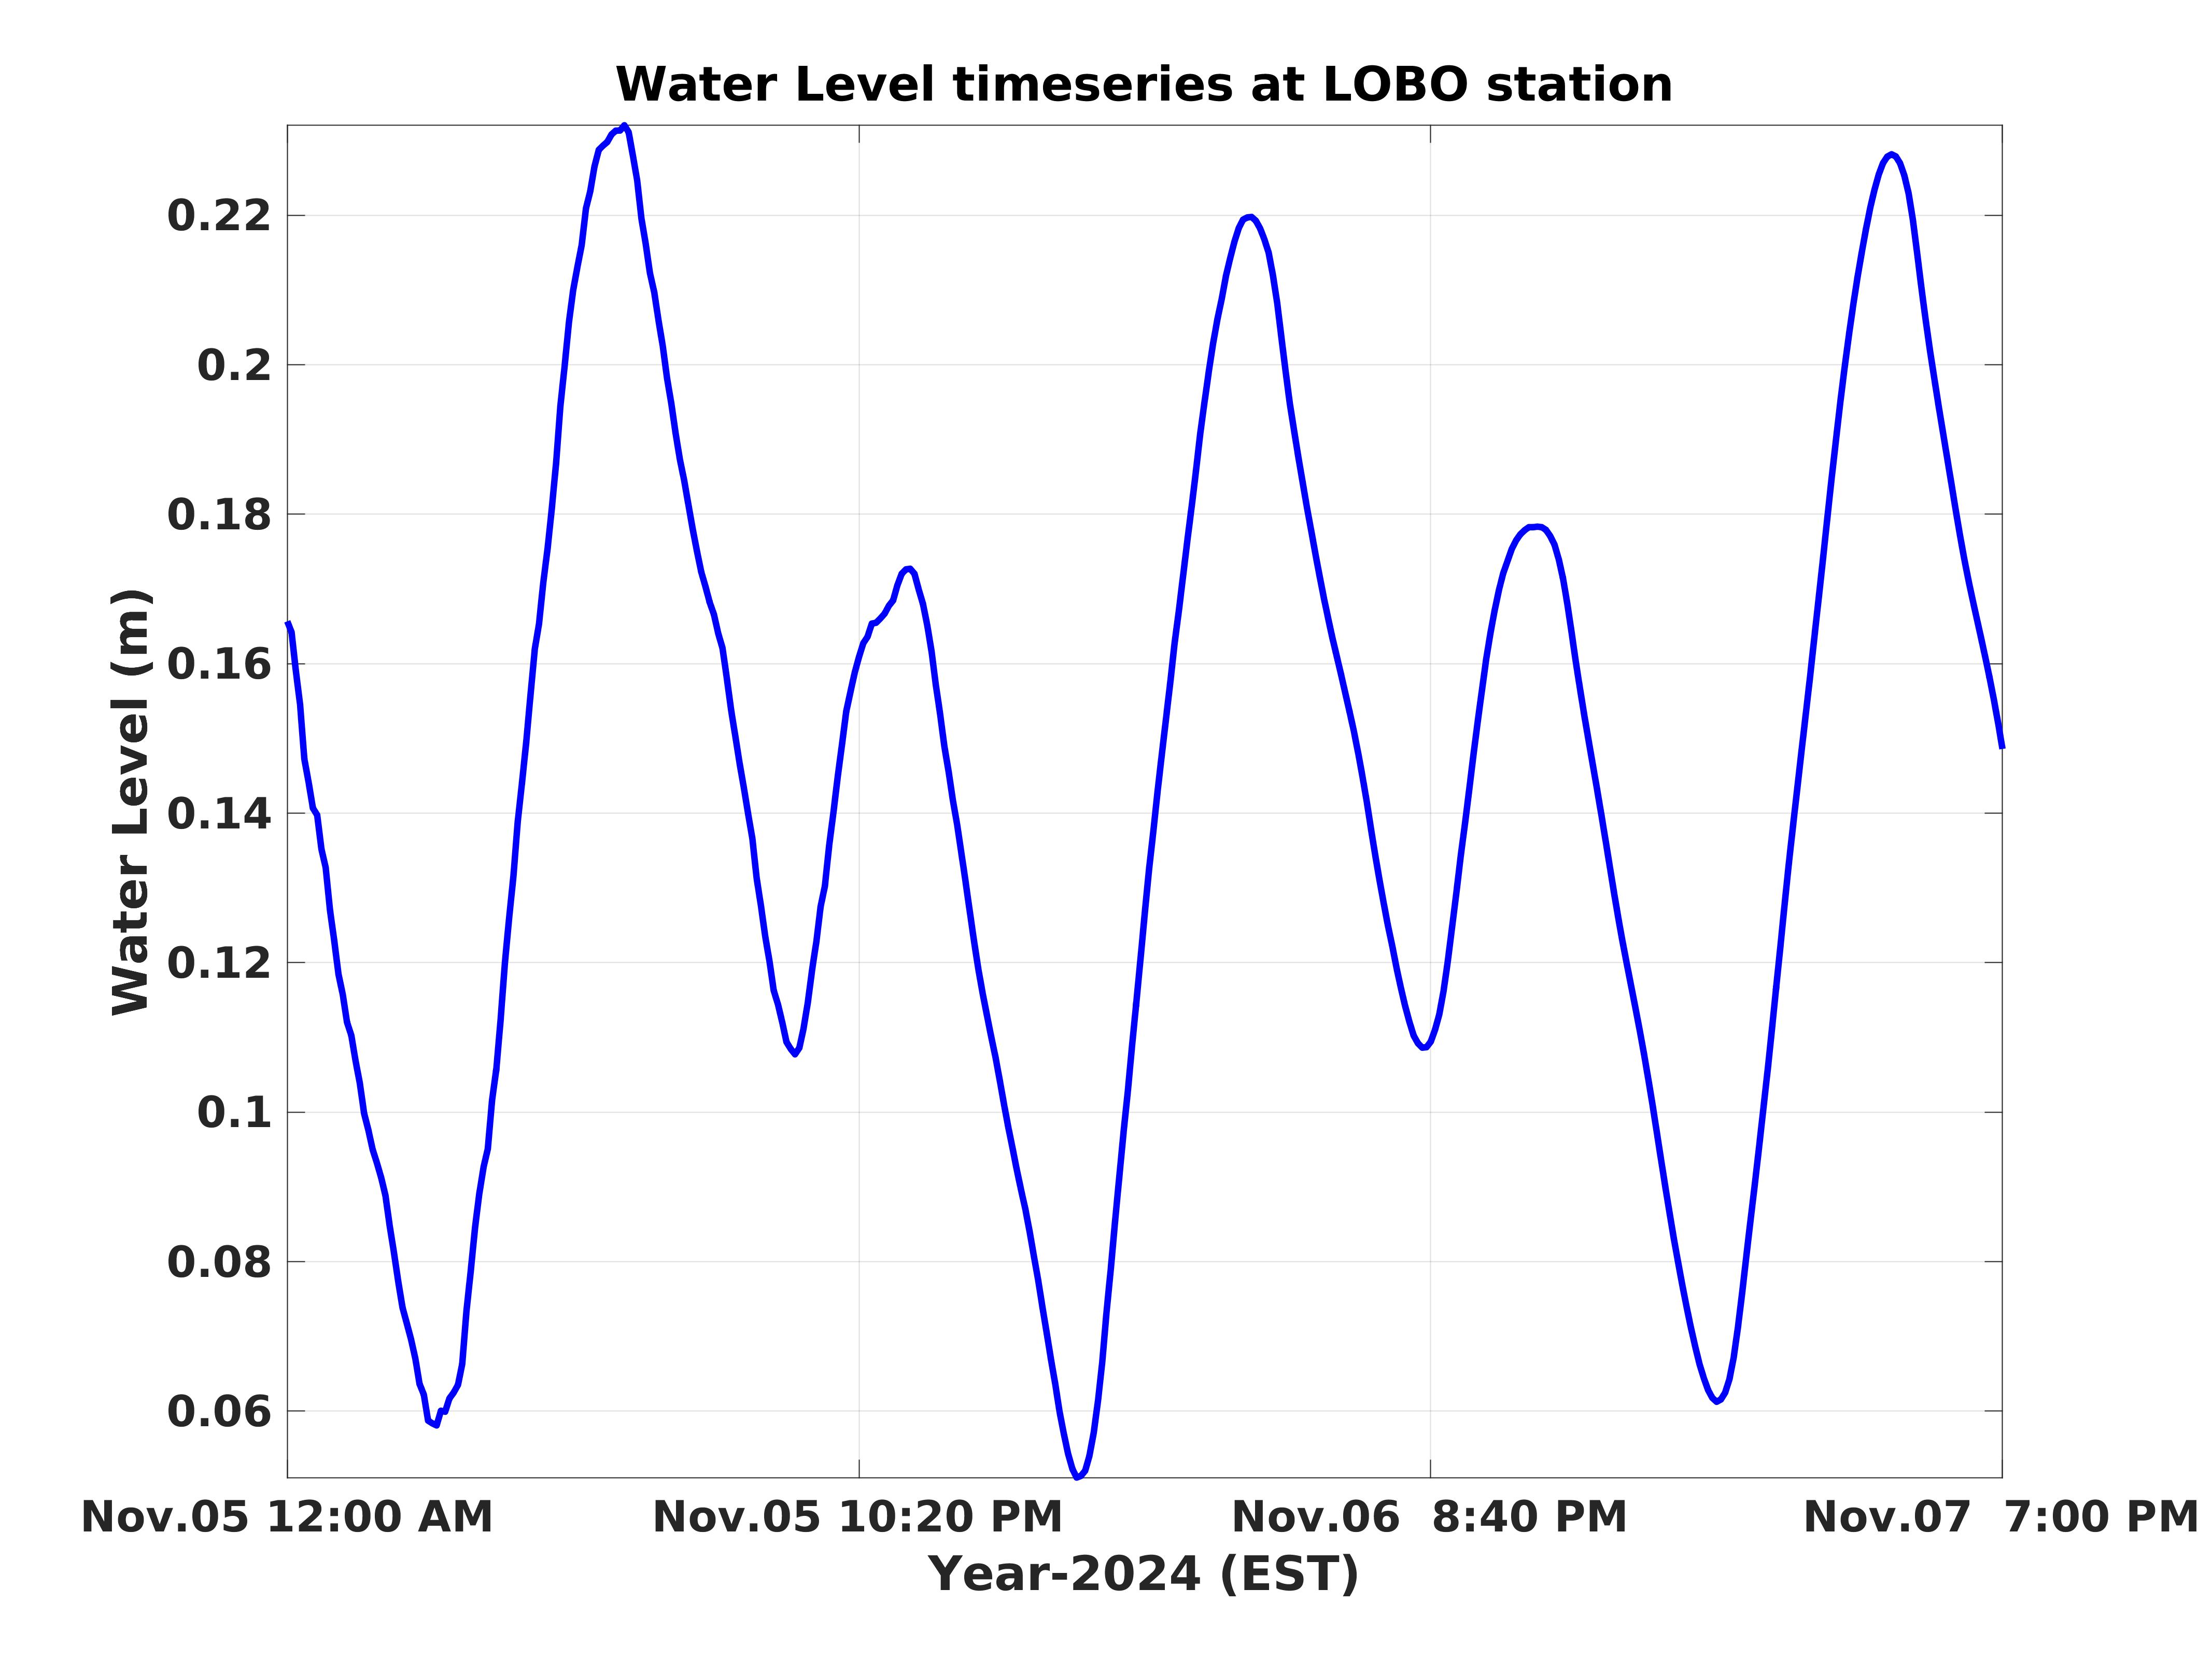 Water Level timeseries at LOBO station
Water Level (m)
0.22
0.2
0.18
0.16
0.14
0.12
0.1
0.08
0.06
Nov.05 12:00 AM Nov.05 10:20 PM Nov.06 8:40 PM Nov.07 7:00 PM
Year-2024 (EST)